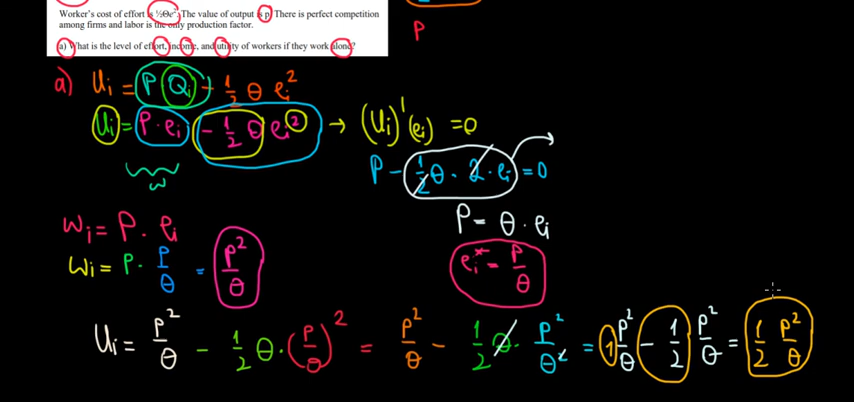 Worker's cost of effort is ½Θe². The value of output is p. There is perfect competition
among firms and labor is the only production factor.
a) What is the level of effort, income, and utility of workers if they work alone?
P
a) Ui = P Qi - 1/2 θ ei²
Ui = P · ei - 1/2 θ ei² → (Ui)'(ei) = 0
w
P - 1/2 θ · 2 · ei = 0
P = θ · ei
Wi = P · ei
ei* = P/θ
Wi = P · P/θ = P²/θ
Ui = P²/θ - 1/2 θ · (P/θ)² = P²/θ - 1/2 θ · P²/θ² = 1 P²/θ - 1/2 P²/θ = 1/2 P²/θ